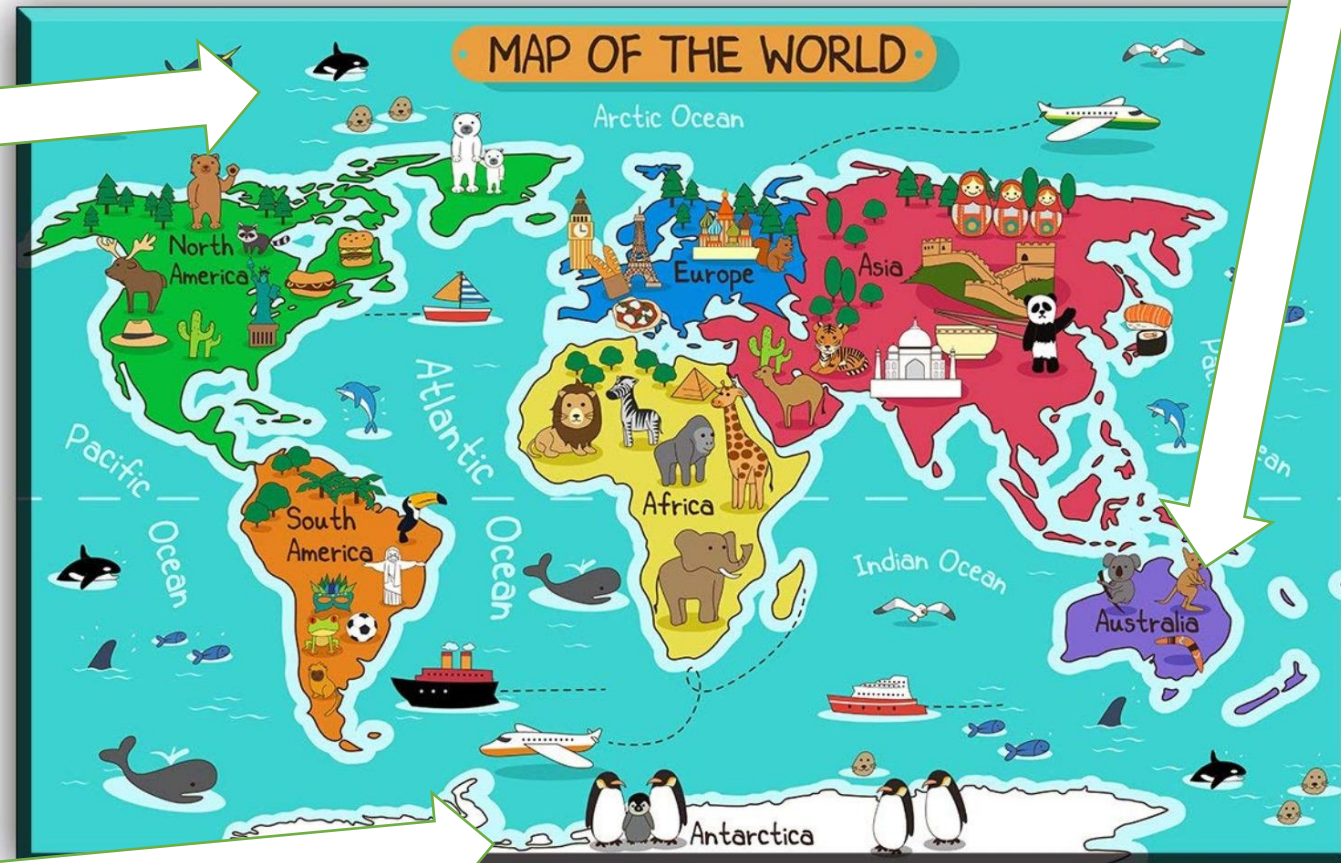 MAP OF THE WORLD
Arctic Ocean
North
America
Europe
Asia
Atlantic
Ocean
Pacific
Ocean
Africa
South
America
Indian Ocean
Australia
Antarctica